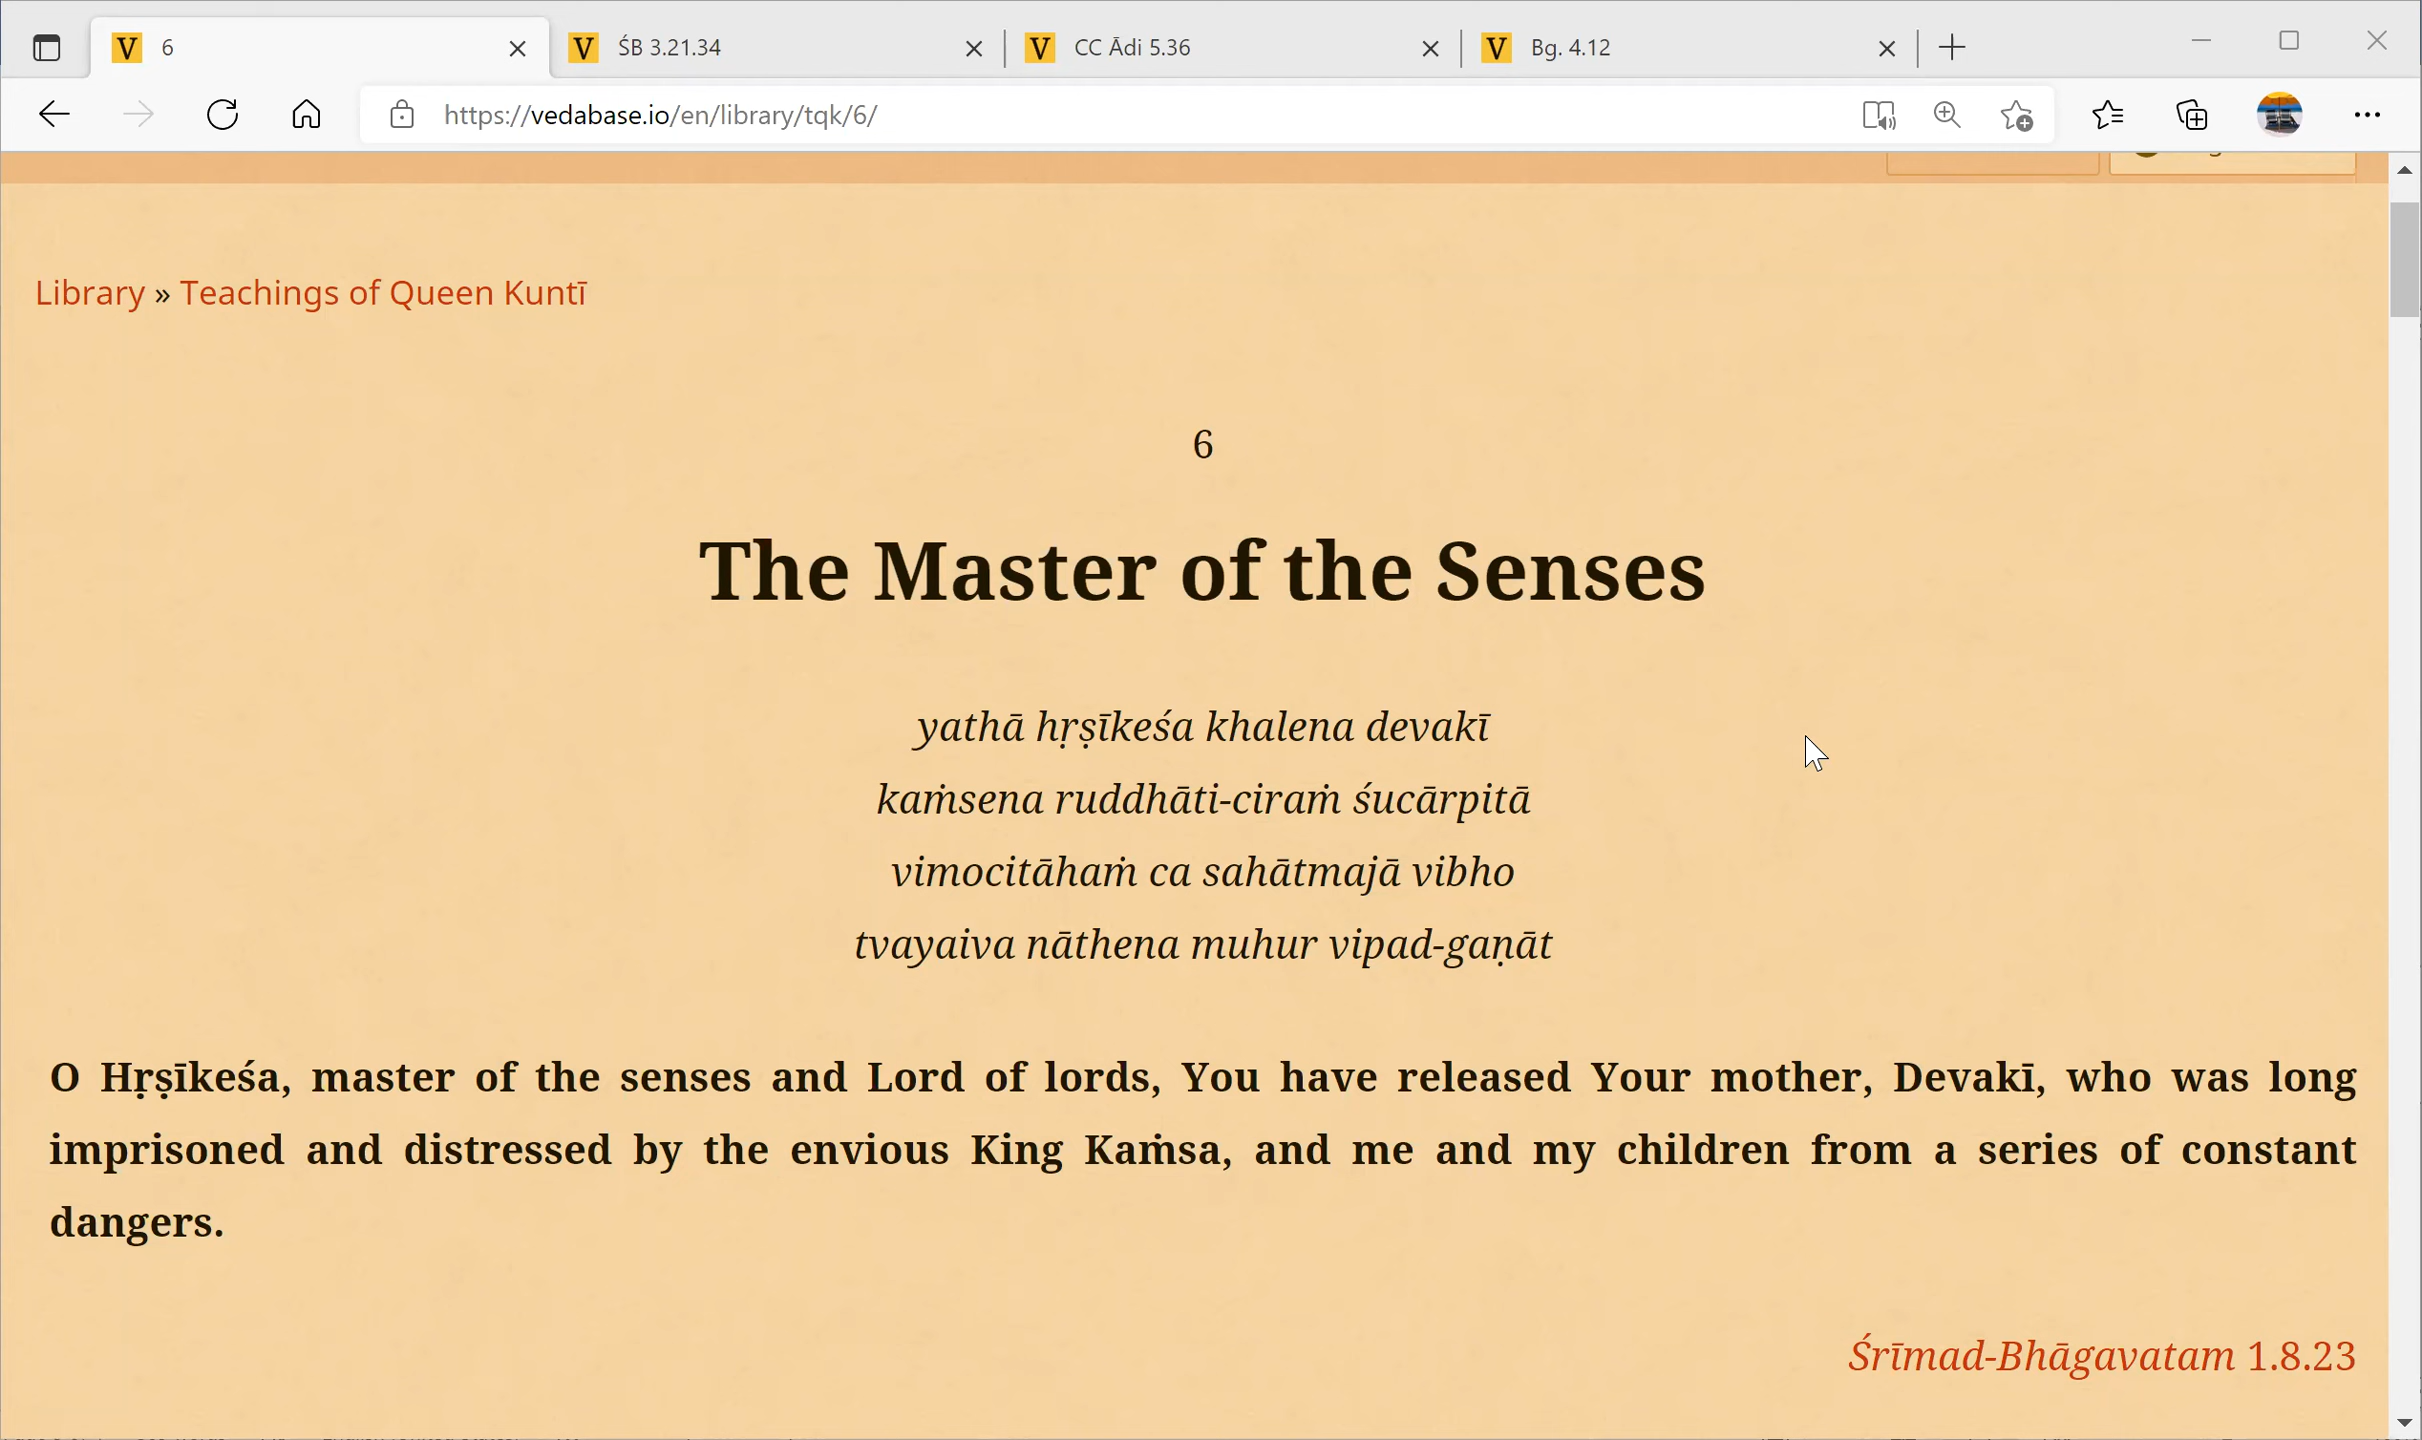 6
ŚB 3.21.34
CC Ādi 5.36
Bg. 4.12
https://vedabase.io/en/library/tqk/6/
Library » Teachings of Queen Kuntī
6
The Master of the Senses
yathā hṛṣīkeśa khalena devakī
kaṁsena ruddhāti-ciraṁ śucārpitā
vimocitāhaṁ ca sahātmajā vibho
tvayaiva nāthena muhur vipad-gaṇāt
O Hṛṣīkeśa, master of the senses and Lord of lords, You have released Your mother, Devakī, who was long
imprisoned and distressed by the envious King Kaṁsa, and me and my children from a series of constant
dangers.
Śrīmad-Bhāgavatam 1.8.23